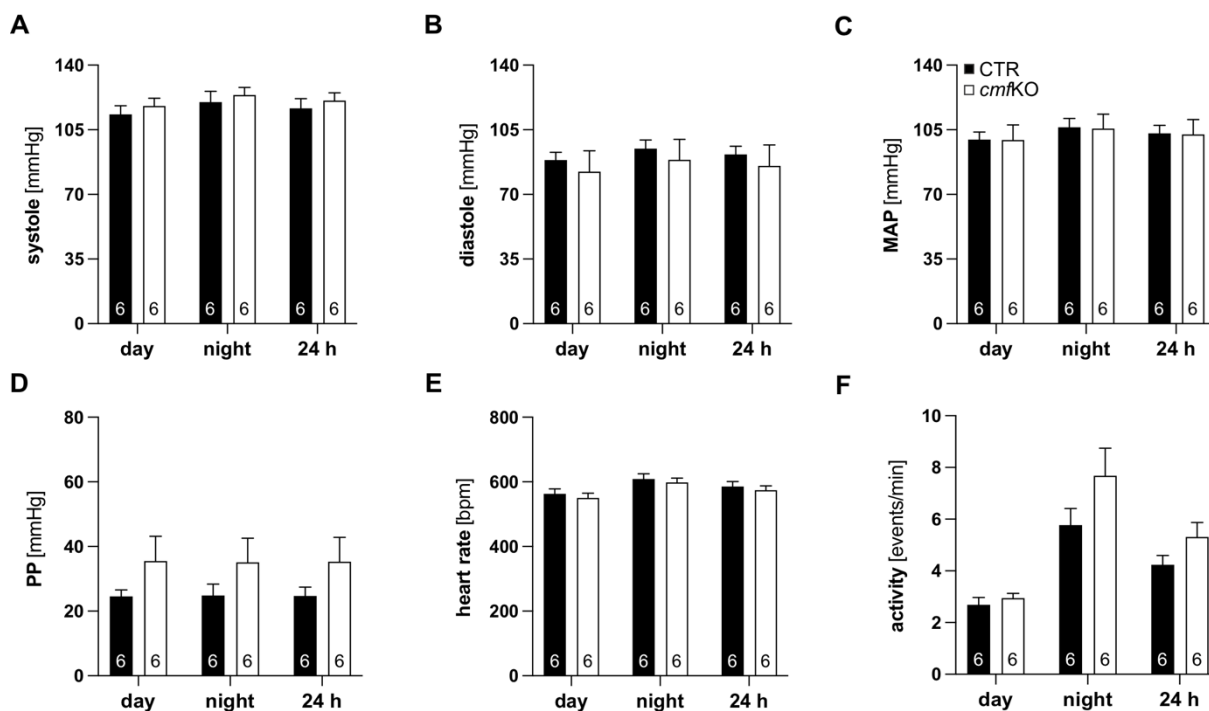 A
systole [mmHg]
140
105
70
35
0
6 6 6 6 6 6
day night 24 h
B
diastole [mmHg]
140
105
70
35
0
6 6 6 6 6 6
day night 24 h
C
MAP [mmHg]
140
105
70
35
0
CTR
cmfKO
6 6 6 6 6 6
day night 24 h
D
PP [mmHg]
80
60
40
20
0
6 6 6 6 6 6
day night 24 h
E
heart rate [bpm]
800
600
400
200
0
6 6 6 6 6 6
day night 24 h
F
activity [events/min]
10
8
6
4
2
0
6 6 6 6 6 6
day night 24 h